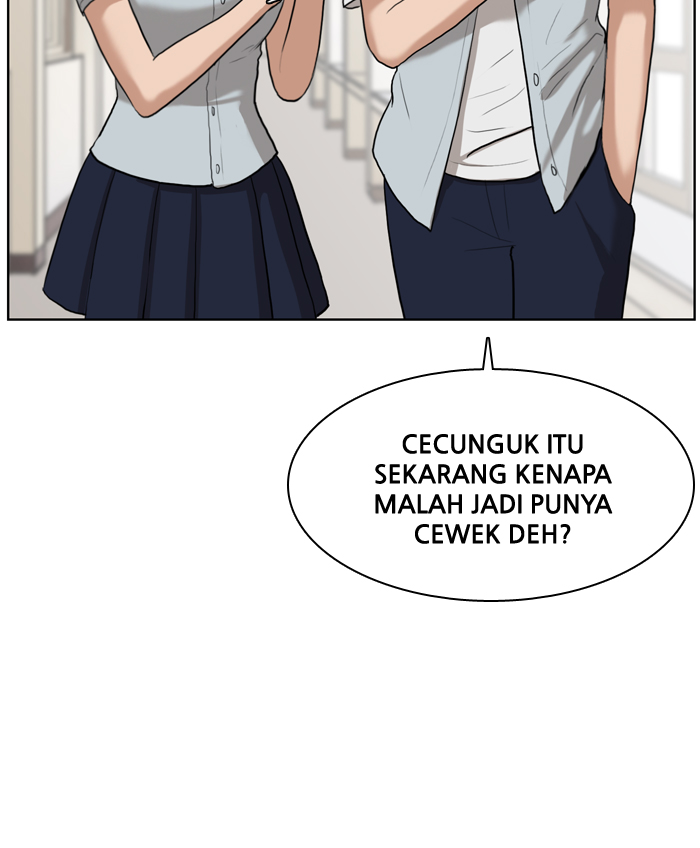 CECUNGUK ITU
SEKARANG KENAPA
MALAH JADI PUNYA
CEWEK DEH?